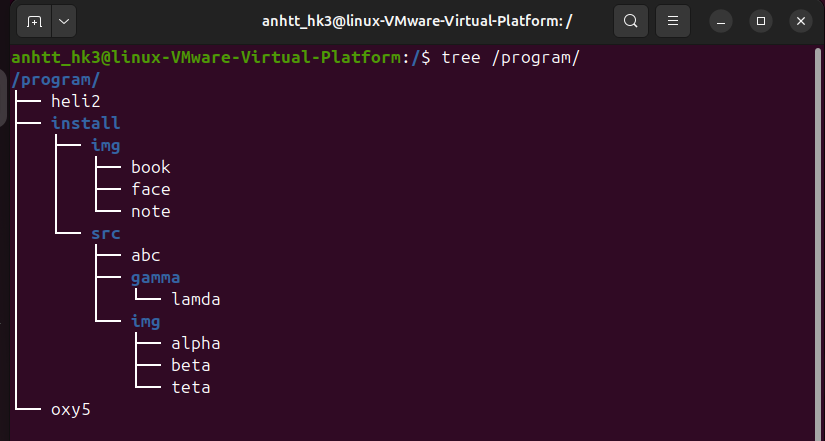 anhtt_hk3@linux-VMware-Virtual-Platform: /
anhtt_hk3@linux-VMware-Virtual-Platform:/$ tree /program/
/program/
├── heli2
├── install
│   ├── img
│   │   ├── book
│   │   ├── face
│   │   └── note
│   └── src
│       ├── abc
│       ├── gamma
│       │   └── lamda
│       └── img
│           ├── alpha
│           ├── beta
│           └── teta
└── oxy5